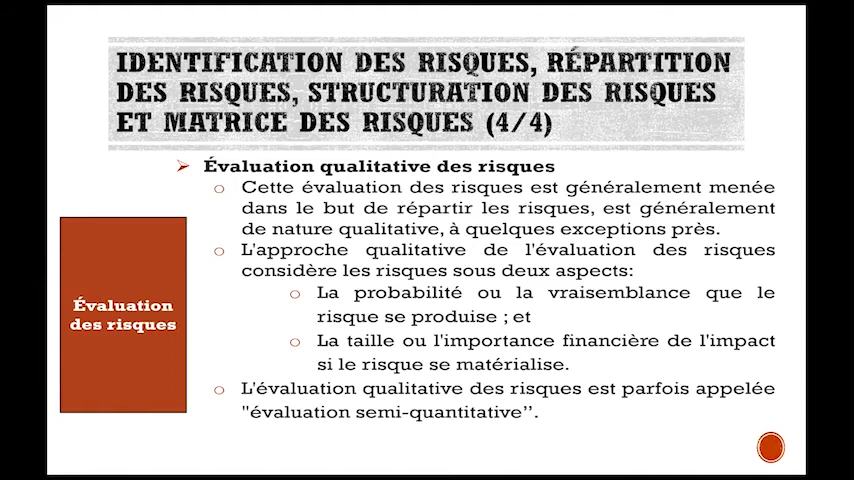 IDENTIFICATION DES RISQUES, RÉPARTITION
DES RISQUES, STRUCTURATION DES RISQUES
ET MATRICE DES RISQUES (4/4)
Évaluation
des risques
Évaluation qualitative des risques
Cette évaluation des risques est généralement menée
dans le but de répartir les risques, est généralement
de nature qualitative, à quelques exceptions près.
L'approche qualitative de l'évaluation des risques
considère les risques sous deux aspects:
La probabilité ou la vraisemblance que le
risque se produise ; et
La taille ou l'importance financière de l'impact
si le risque se matérialise.
L'évaluation qualitative des risques est parfois appelée
"évaluation semi-quantitative”.